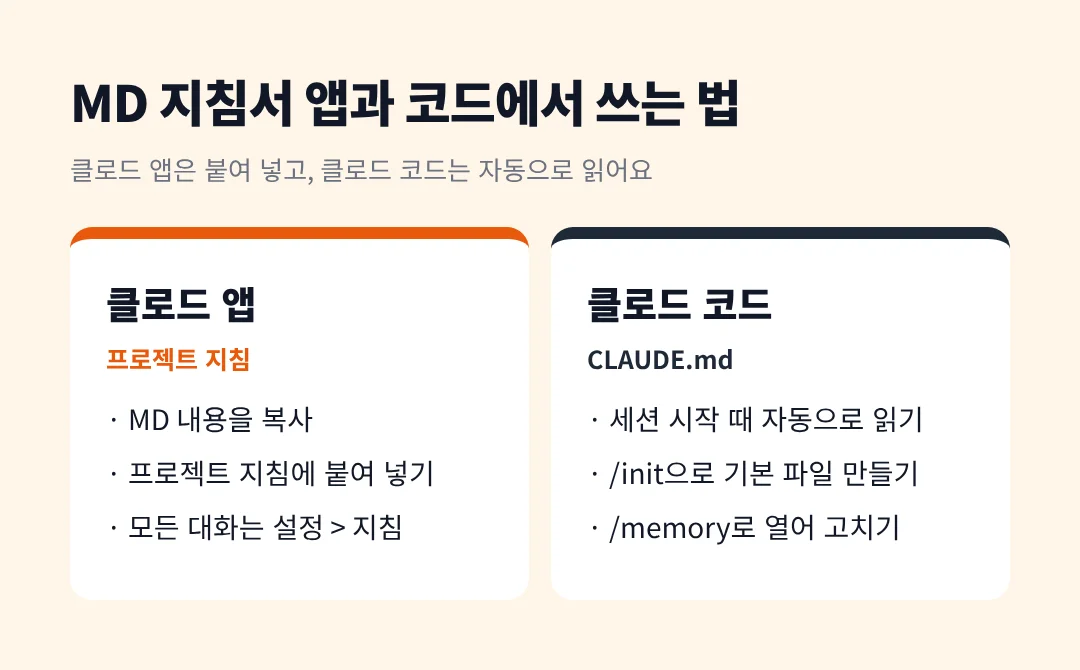 MD 지침서 앱과 코드에서 쓰는 법
클로드 앱은 붙여 넣고, 클로드 코드는 자동으로 읽어요
클로드 앱
프로젝트 지침
· MD 내용을 복사
· 프로젝트 지침에 붙여 넣기
· 모든 대화는 설정 > 지침
클로드 코드
CLAUDE.md
· 세션 시작 때 자동으로 읽기
· /init으로 기본 파일 만들기
· /memory로 열어 고치기